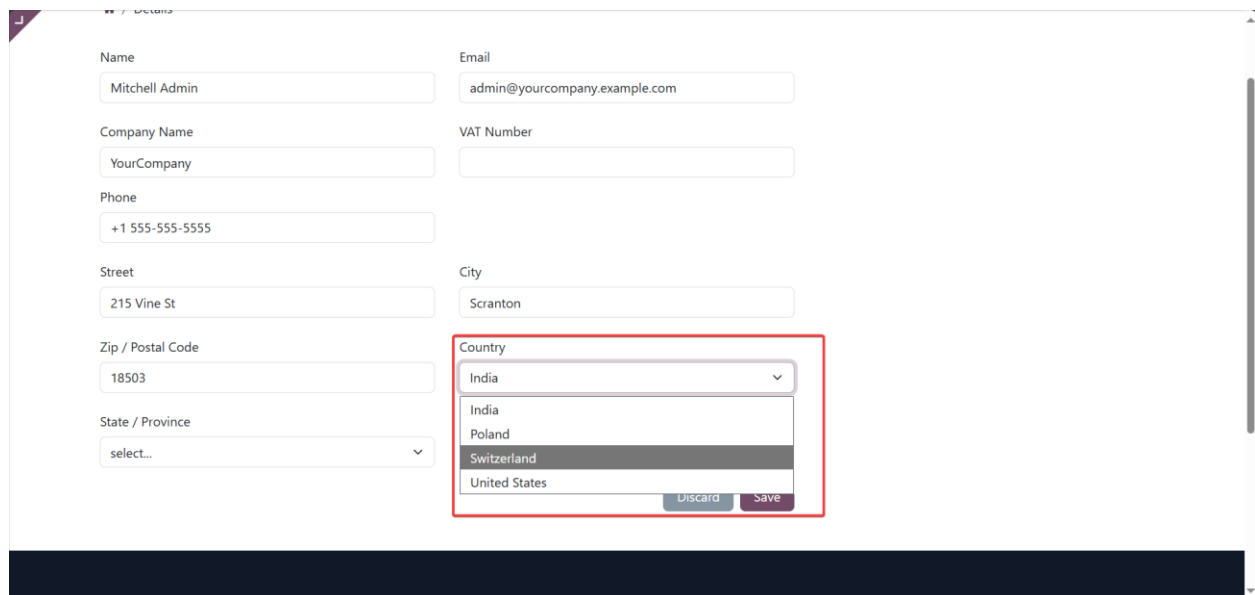 / Details
Name
Email
Mitchell Admin
admin@yourcompany.example.com
Company Name
VAT Number
YourCompany
Phone
+1 555-555-5555
Street
City
215 Vine St
Scranton
Zip / Postal Code
Country
18503
India
India
State / Province
Poland
select...
Switzerland
United States
Discard
Save